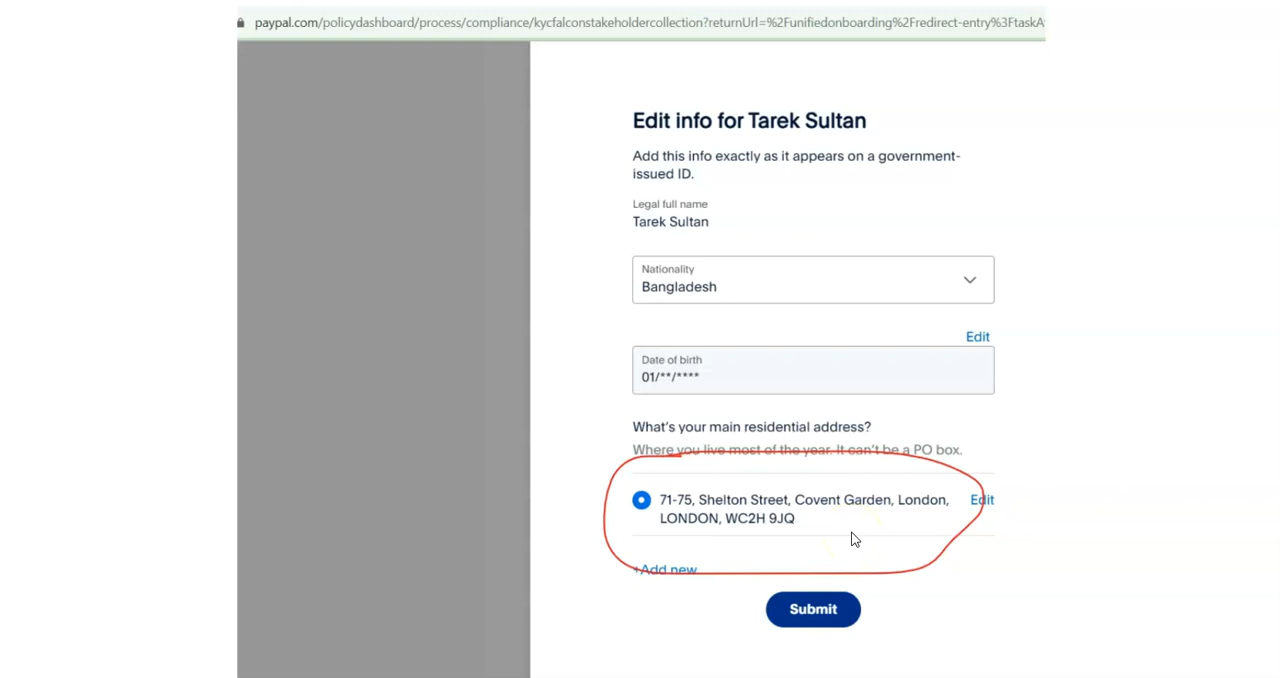 paypal.com/policydashboard/process/compliance/kycfalconstakeholdercollection?returnUrl=%2Funifiedonboarding%2Fredirect-entry%3FtaskA
Edit info for Tarek Sultan
Add this info exactly as it appears on a government-
issued ID.
Legal full name
Tarek Sultan
Nationality
Bangladesh
Edit
Date of birth
01/**/****
What's your main residential address?
Where you live most of the year. It can't be a PO box.
71-75, Shelton Street, Covent Garden, London,
Edit
LONDON, WC2H 9JQ
+Add new
Submit